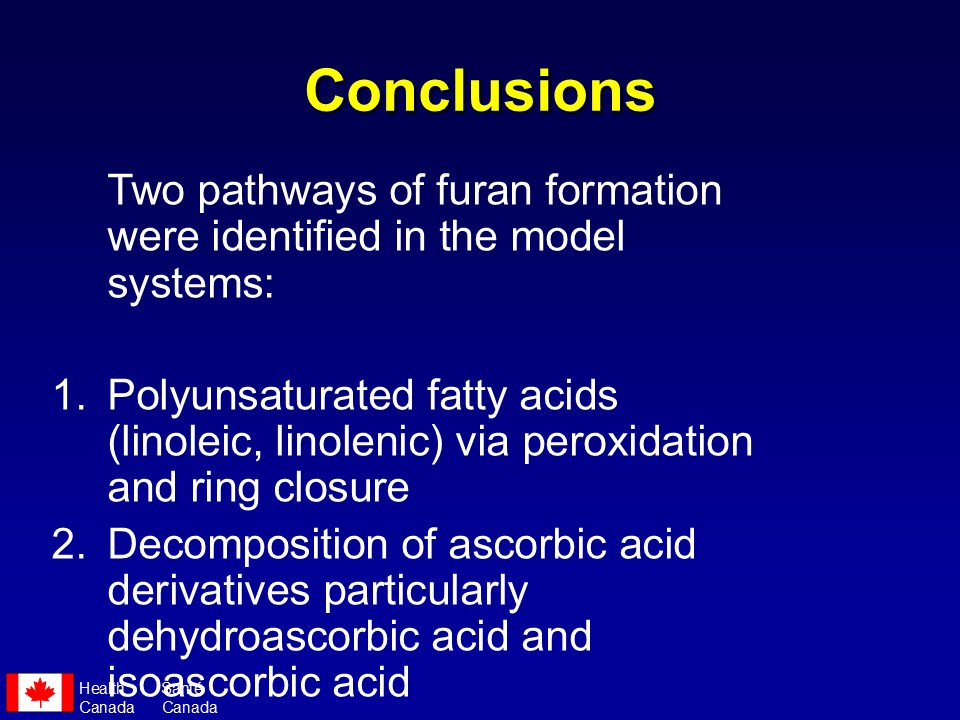 Conclusions
Two pathways of furan formation
were identified in the model
systems:
1. Polyunsaturated fatty acids
(linoleic, linolenic) via peroxidation
and ring closure
2. Decomposition of ascorbic acid
derivatives particularly
dehydroascorbic acid and
isoascorbic acid
Health Santé
Canada Canada